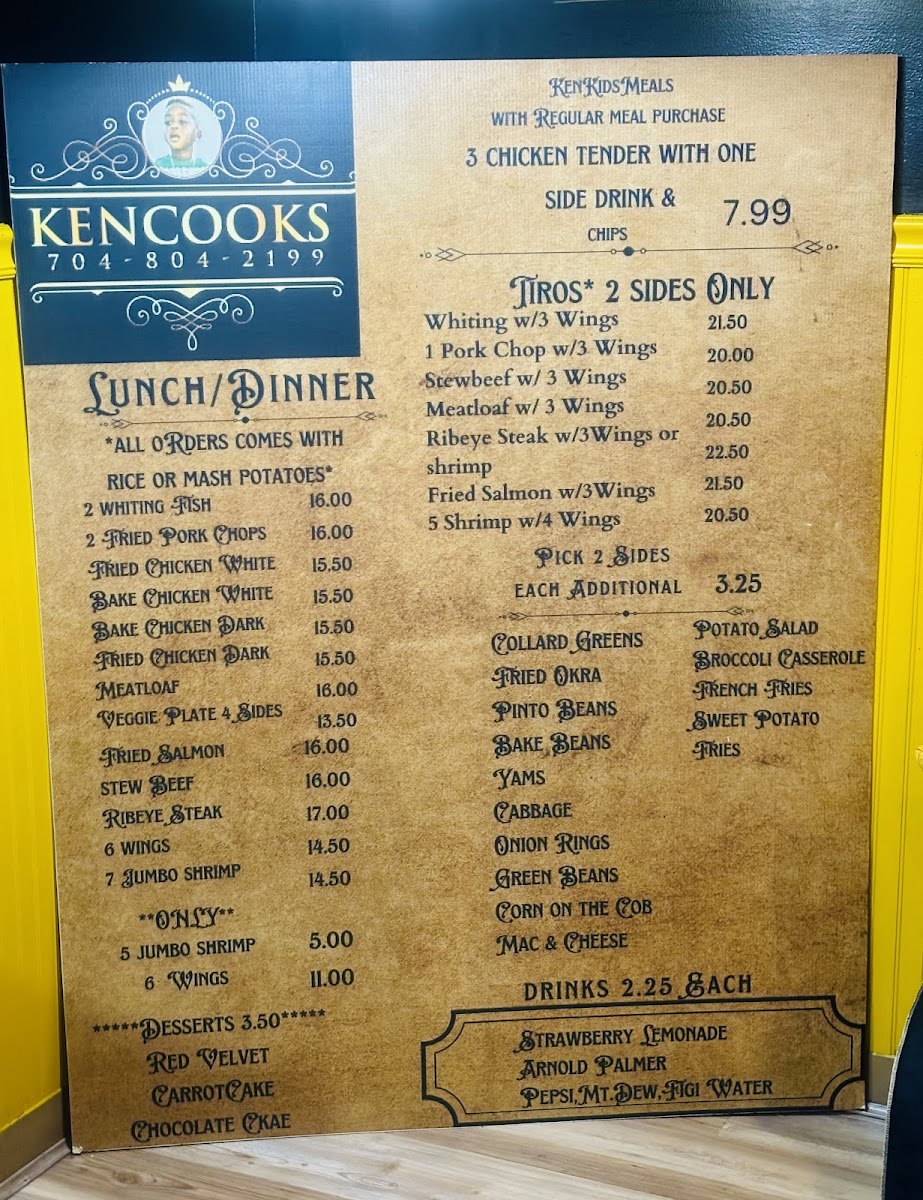 KENCOOKS
704-804-2199
LUNCH/DINNER
*ALL ORDERS COMES WITH
RICE OR MASH POTATOES*
2 WHITING FISH 16.00
2 FRIED PORK CHOPS 16.00
FRIED CHICKEN WHITE 15.50
BAKE CHICKEN WHITE 15.50
BAKE CHICKEN DARK 15.50
FRIED CHICKEN DARK 15.50
MEATLOAF 16.00
VEGGIE PLATE 4 SIDES 13.50
FRIED SALMON 16.00
STEW BEEF 16.00
RIBEYE STEAK 17.00
6 WINGS 14.50
7 JUMBO SHRIMP 14.50
**ONLY**
5 JUMBO SHRIMP 5.00
6 WINGS 11.00
*****DESSERTS 3.50*****
RED VELVET
CARROTCAKE
CHOCOLATE CKAE
KENKIDSMEALS
WITH REGULAR MEAL PURCHASE
3 CHICKEN TENDER WITH ONE
SIDE DRINK &
CHIPS 7.99
TIROS* 2 SIDES ONLY
Whiting w/3 Wings 21.50
1 Pork Chop w/3 Wings 20.00
Stewbeef w/ 3 Wings 20.50
Meatloaf w/ 3 Wings 20.50
Ribeye Steak w/3Wings or 22.50
shrimp
Fried Salmon w/3Wings 21.50
5 Shrimp w/4 Wings 20.50
PICK 2 SIDES
EACH ADDITIONAL 3.25
COLLARD GREENS
FRIED OKRA
PINTO BEANS
BAKE BEANS
YAMS
CABBAGE
ONION RINGS
GREEN BEANS
CORN ON THE COB
MAC & CHEESE
POTATO SALAD
BROCCOLI CASSEROLE
FRENCH FRIES
SWEET POTATO
FRIES
DRINKS 2.25 EACH
STRAWBERRY LEMONADE
ARNOLD PALMER
PEPSI,MT.DEW,FIGI WATER